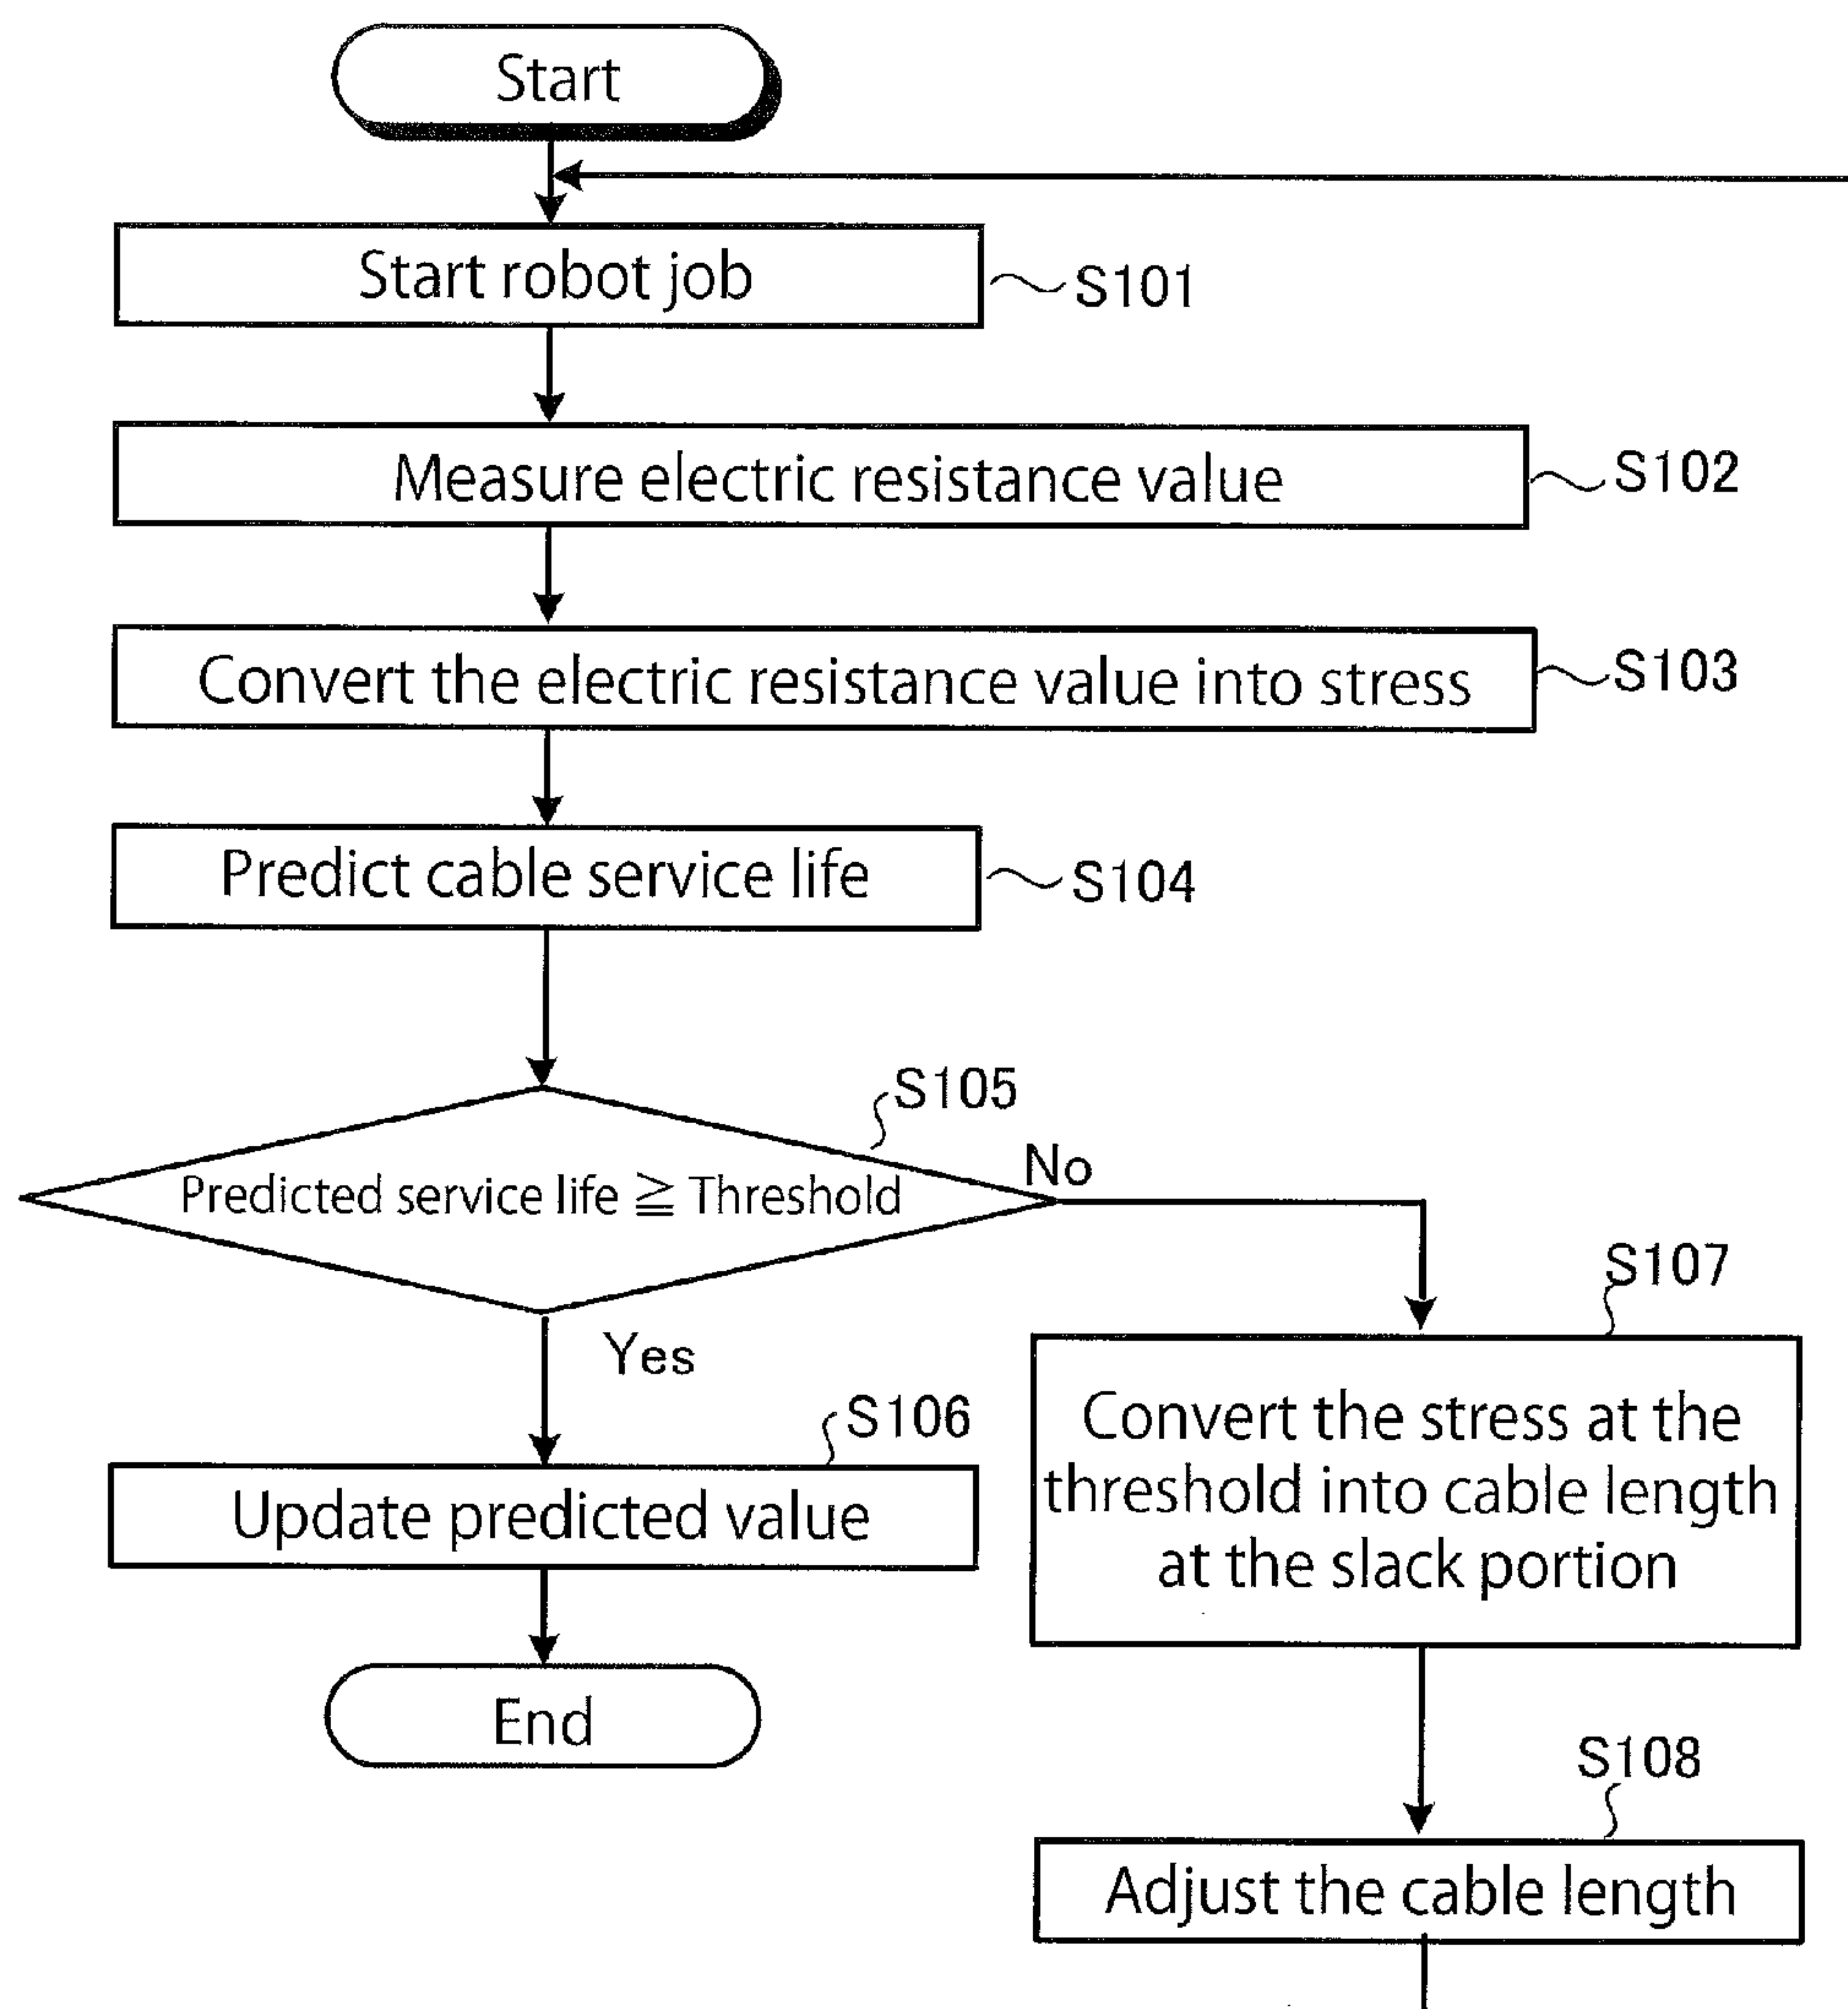 Start
Start robot job
S101
Measure electric resistance value
S102
Convert the electric resistance value into stress
S103
Predict cable service life
S104
S105
Predicted service life ≧ Threshold
No
Yes
S106
Update predicted value
End
S107
Convert the stress at the
threshold into cable length
at the slack portion
S108
Adjust the cable length